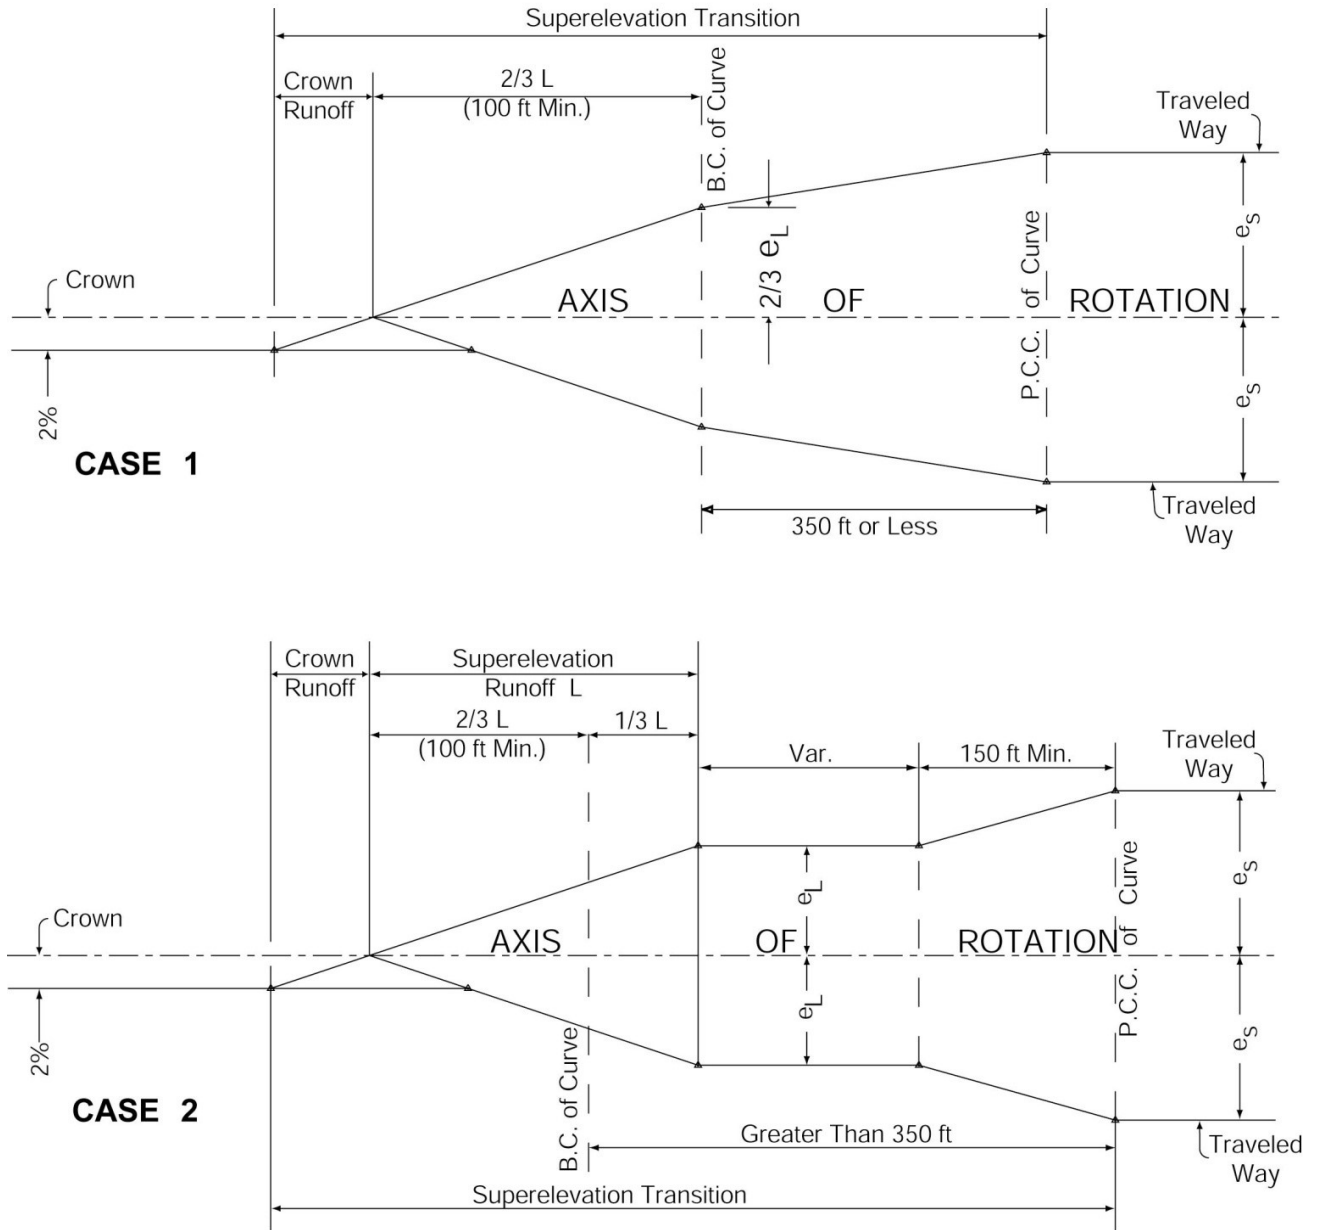 Superelevation Transition
Crown
Runoff
2/3 L
(100 ft Min.)
B.C. of Curve
Traveled
Way
Crown
2/3 eL
eS
P.C.C. of Curve
AXIS OF ROTATION
2%
eS
CASE 1
350 ft or Less
Traveled
Way
Crown
Runoff
Superelevation
Runoff L
2/3 L
(100 ft Min.)
1/3 L
Var.
150 ft Min.
Traveled
Way
eL
eS
Crown
AXIS OF ROTATION
P.C.C. of Curve
2%
eL
eS
CASE 2
B.C. of Curve
Greater Than 350 ft
Traveled
Way
Superelevation Transition